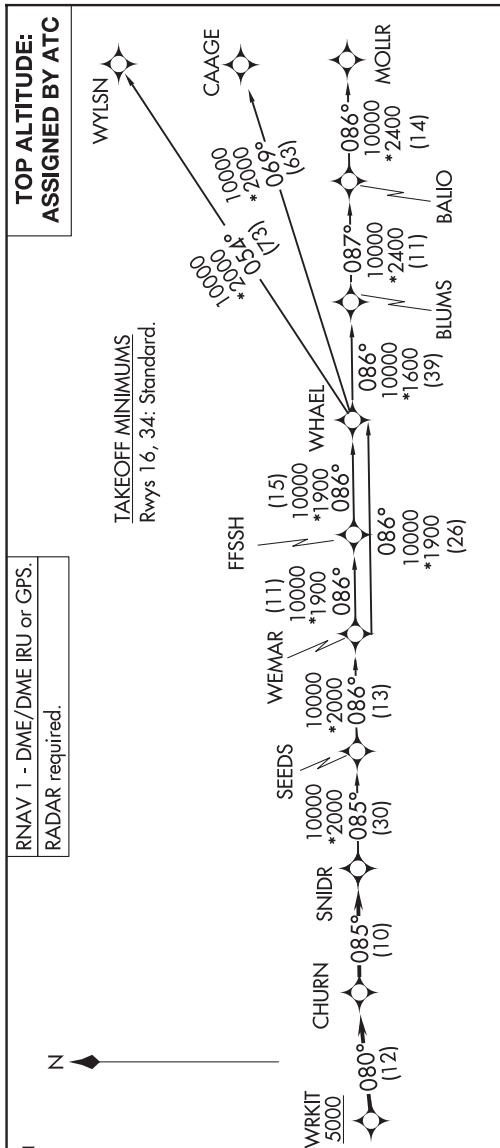 TOP ALTITUDE:
ASSIGNED BY ATC
RNAV 1 - DME/DME IRU or GPS.
RADAR required.
TAKEOFF MINIMUMS
Rwys 16, 34: Standard.
N
WRKIT
5000
080°
(12)
CHURN
085°
(10)
SNIDR
10000
*2000
085°
(30)
SEEDS
10000
*2000
086°
(13)
WEMAR
(11)
10000
*1900
086°
FFSSH
(15)
10000
*1900
086°
086°
10000
*1900
(26)
WHAEL
10000
*2000
054°
(73)
WYLSN
10000
*2000
069°
(63)
CAAGE
086°
10000
*1600
(39)
BLUMS
087°
10000
*2400
(11)
BALIO
086°
10000
*2400
(14)
MOLLR